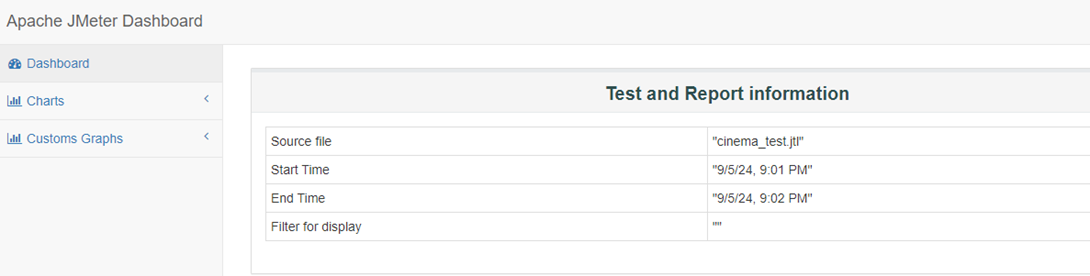 Apache JMeter Dashboard
Dashboard
Charts
Customs Graphs
Test and Report information
Source file "cinema_test.jtl"
Start Time "9/5/24, 9:01 PM"
End Time "9/5/24, 9:02 PM"
Filter for display ""